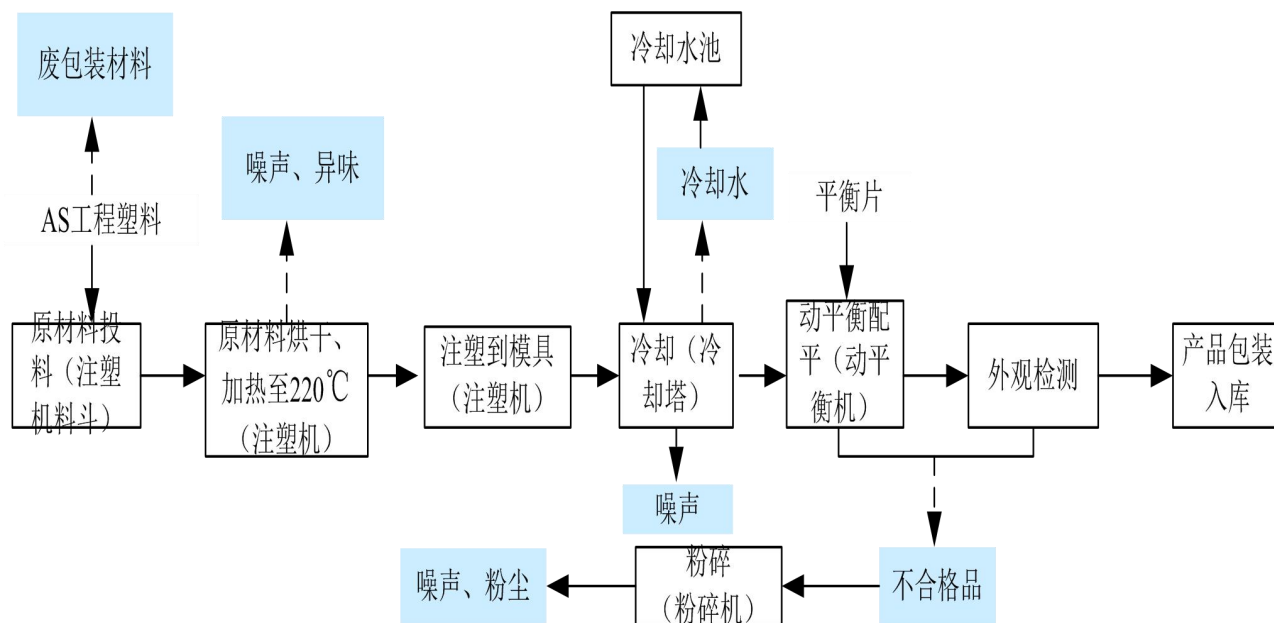 冷却水池
废包装材料
噪声、异味
冷却水
平衡片
AS工程塑料
原材料投
料（注塑
机料斗）
原材料烘干、
加热至220℃
（注塑机）
注塑到模具
（注塑机）
冷却（冷
却塔）
动平衡配
平（动平
衡机）
外观检测
产品包装
入库
噪声
噪声、粉尘
粉碎
（粉碎机）
不合格品